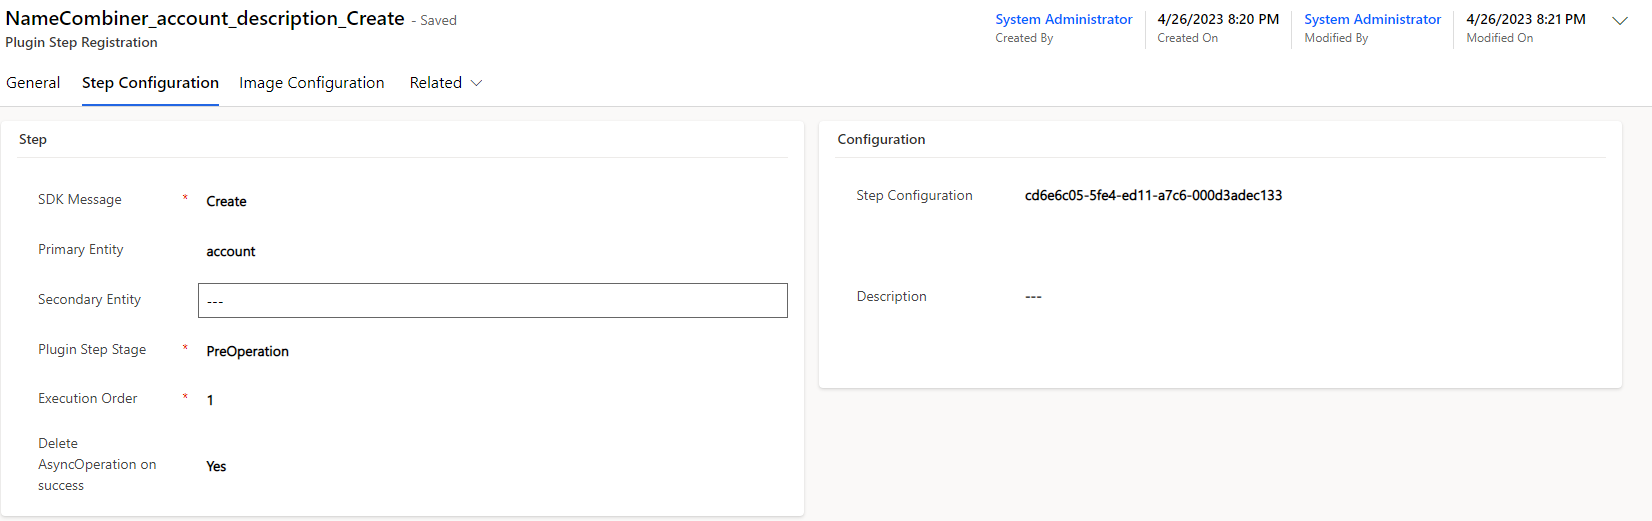 NameCombiner_account_description_Create - Saved
Plugin Step Registration
System Administrator
Created By
4/26/2023 8:20 PM
Created On
System Administrator
Modified By
4/26/2023 8:21 PM
Modified On
General Step Configuration Image Configuration Related
Step
SDK Message * Create
Primary Entity account
Secondary Entity ---
Plugin Step Stage * PreOperation
Execution Order * 1
Delete
AsyncOperation on
success
Yes
Configuration
Step Configuration cd6e6c05-5fe4-ed11-a7c6-000d3adec133
Description ---